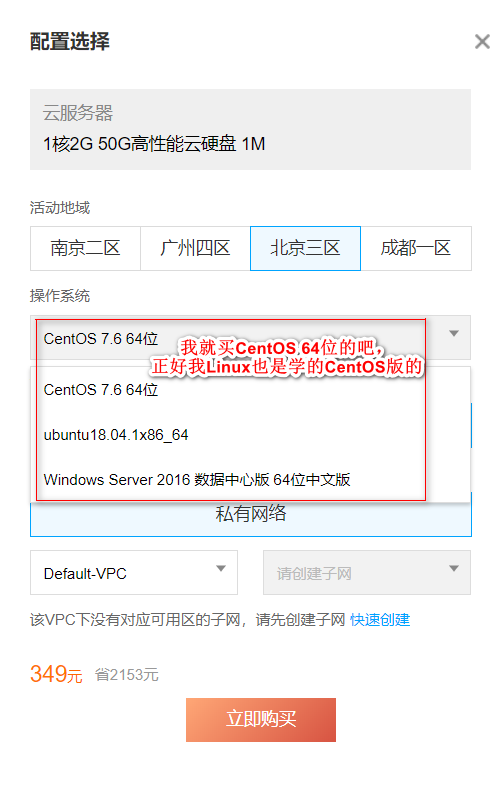 配置选择
云服务器
1核2G 50G高性能云硬盘 1M
活动地域
南京二区 广州四区 北京三区 成都一区
操作系统
CentOS 7.6 64位
我就买CentOS 64位的吧,
正好我Linux也是学的CentOS版的
CentOS 7.6 64位
ubuntu18.04.1x86_64
Windows Server 2016 数据中心版 64位中文版
私有网络
Default-VPC 请创建子网
该VPC下没有对应可用区的子网，请先创建子网 快速创建
349元 省2153元
立即购买